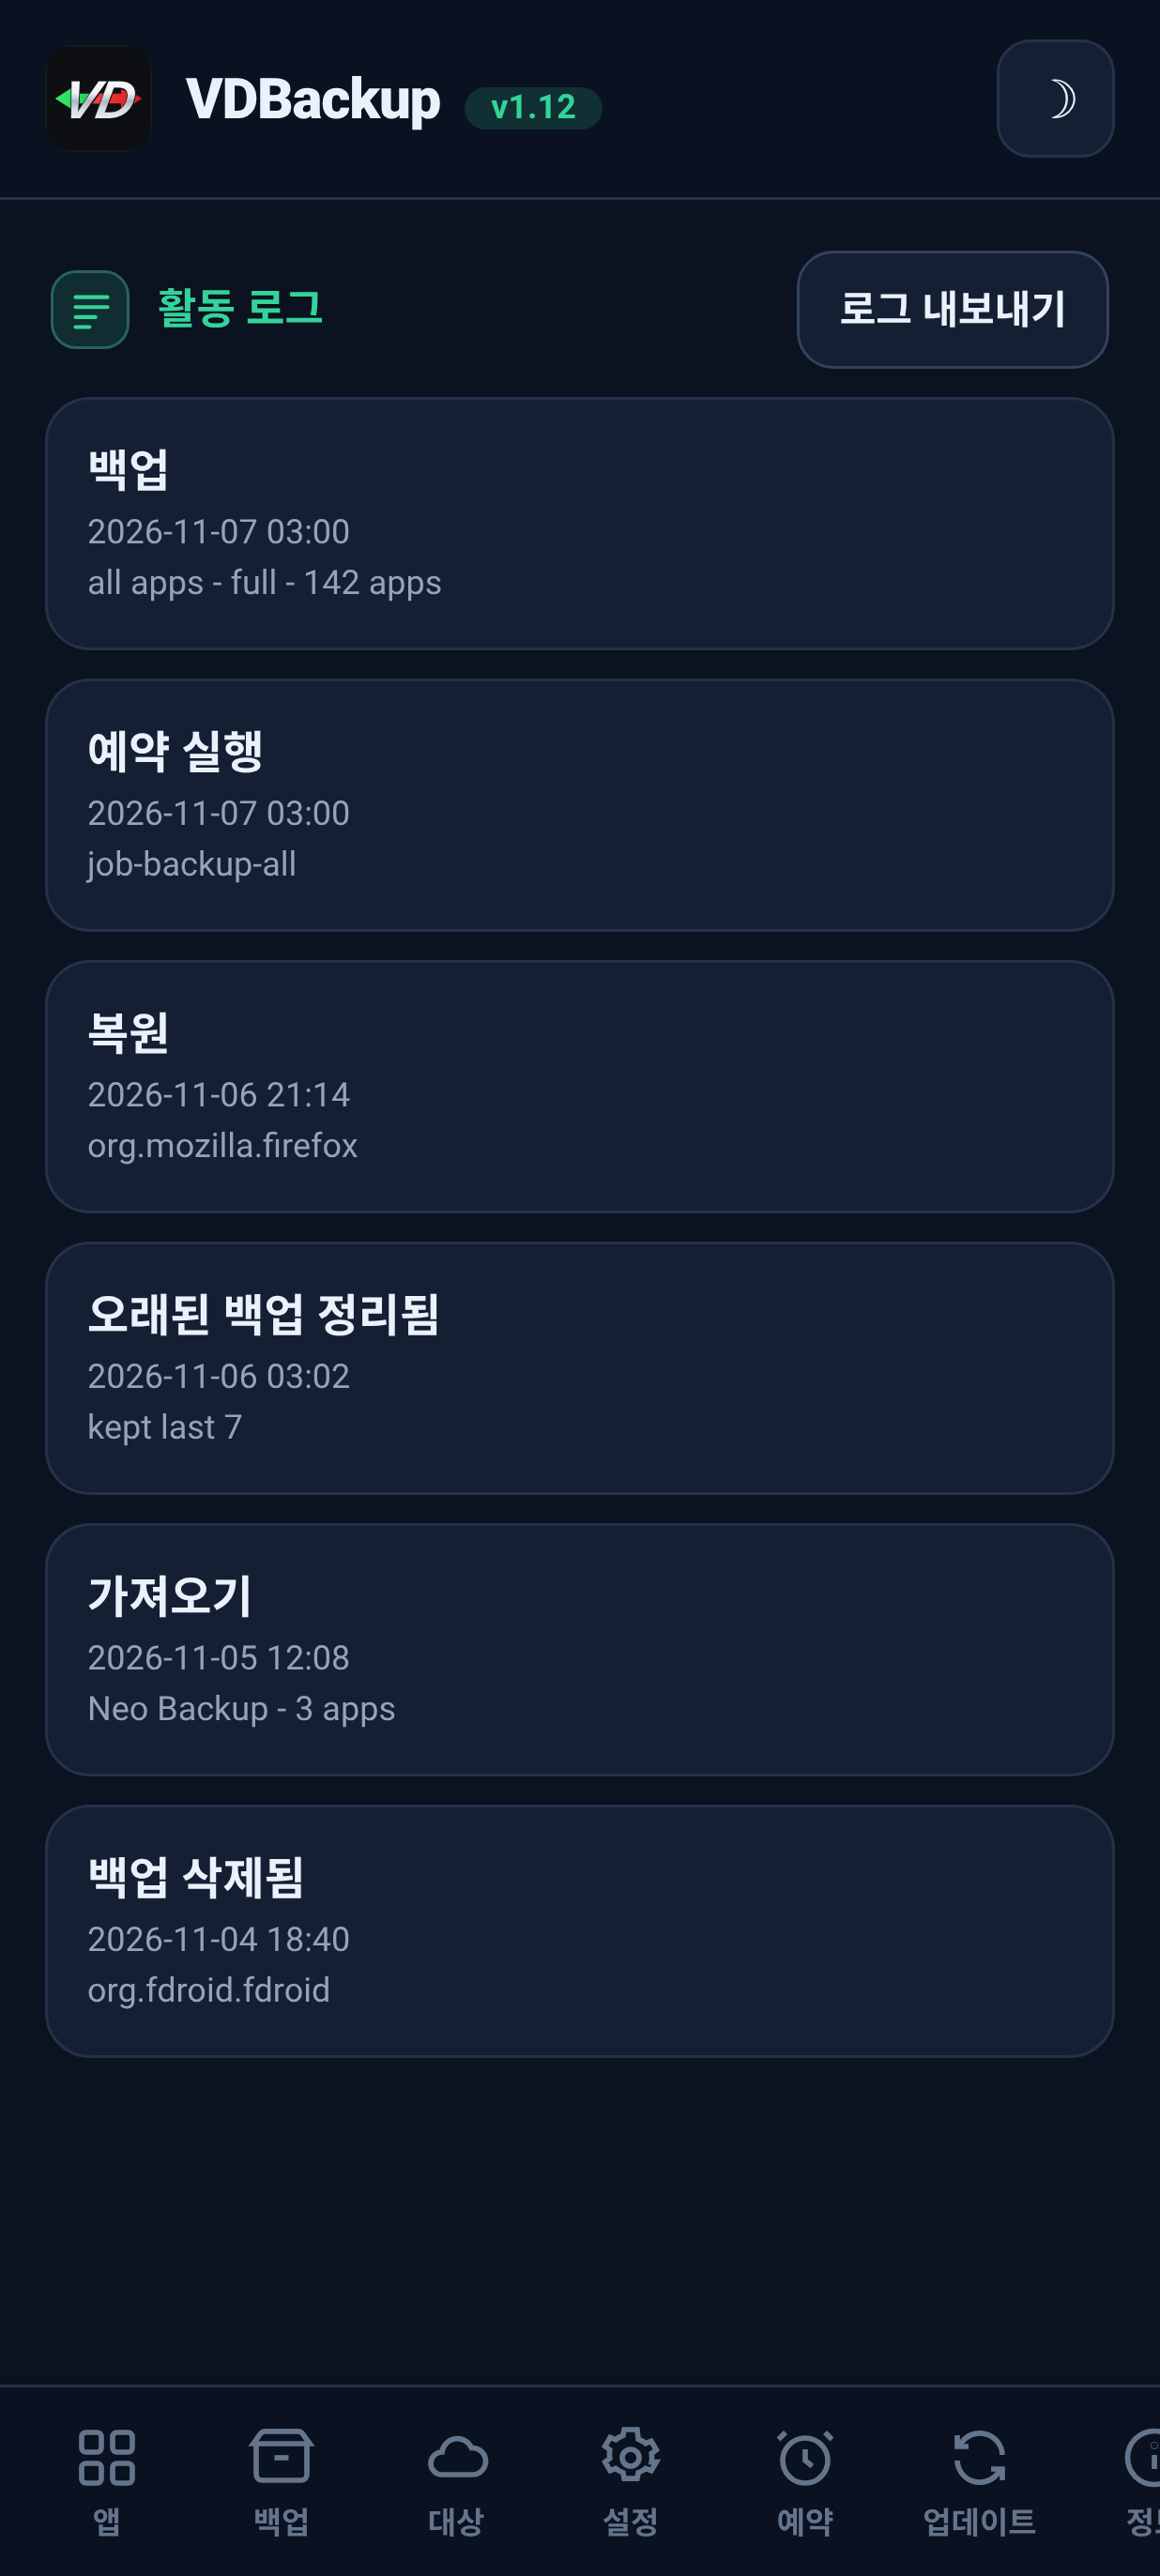 VD
VDBackup v1.12
활동 로그
로그 내보내기
백업
2026-11-07 03:00
all apps - full - 142 apps
예약 실행
2026-11-07 03:00
job-backup-all
복원
2026-11-06 21:14
org.mozilla.firefox
오래된 백업 정리됨
2026-11-06 03:02
kept last 7
가져오기
2026-11-05 12:08
Neo Backup - 3 apps
백업 삭제됨
2026-11-04 18:40
org.fdroid.fdroid
앱 백업 대상 설정 예약 업데이트